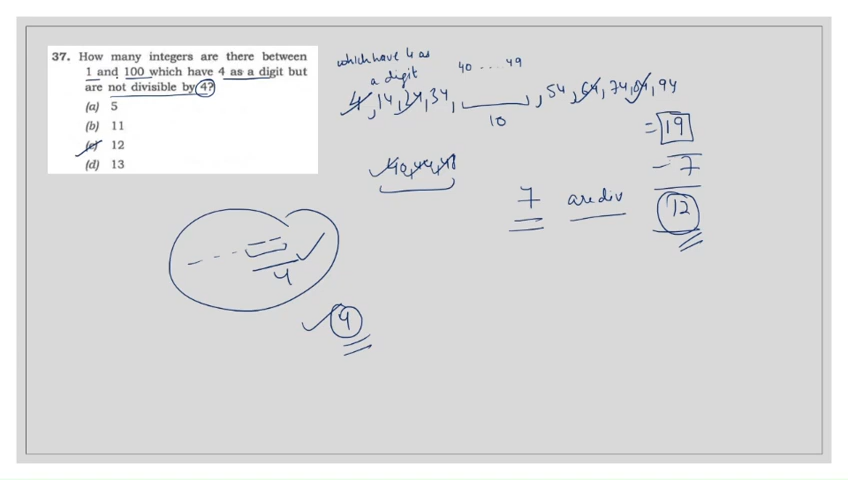 37. How many integers are there between
1 and 100 which have 4 as a digit but
are not divisible by 4?
(a) 5
(b) 11
(c) 12
(d) 13
which have 4 as
a digit
40 .... 49
4, 14, 24, 34, , 54, 64, 74, 84, 94
10
= 19
- 7
12
40, 44, 48
7 are div
4
4